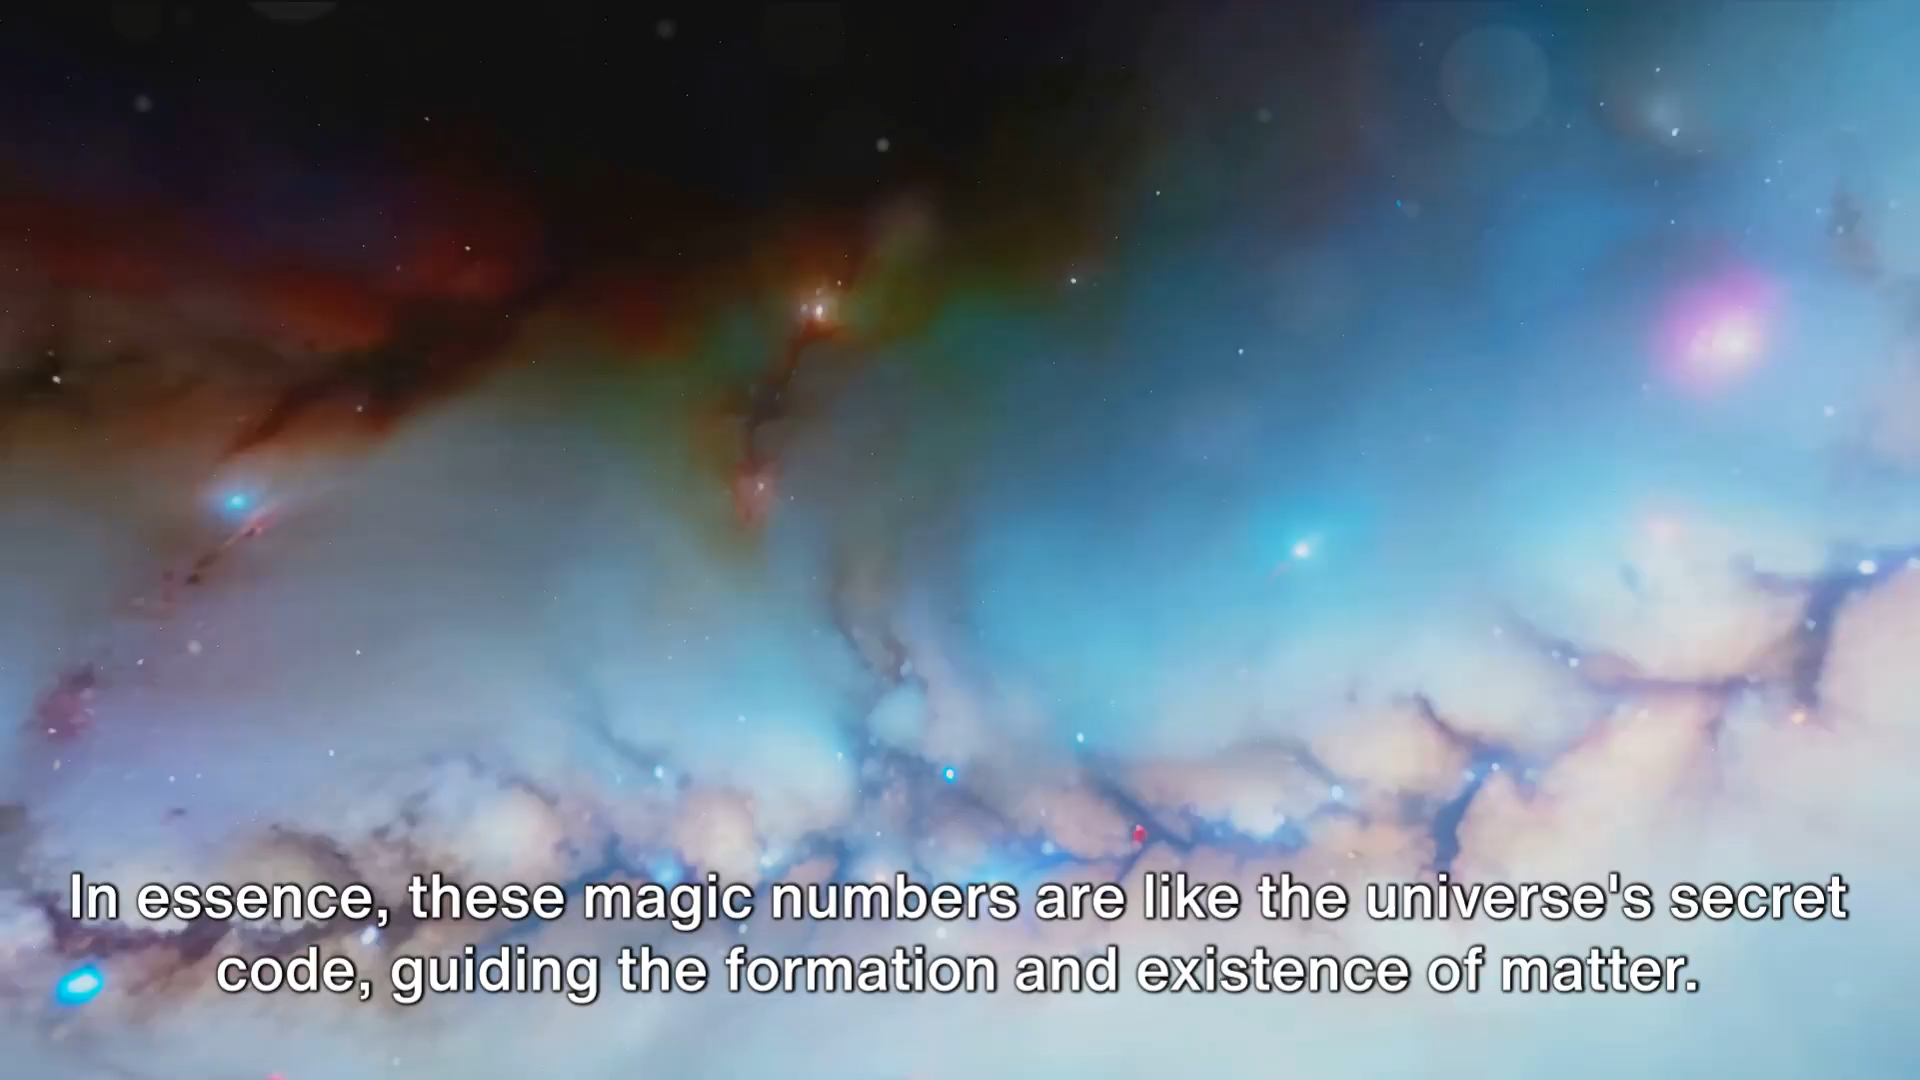 In essence, these magic numbers are like the universe's secret
code, guiding the formation and existence of matter.